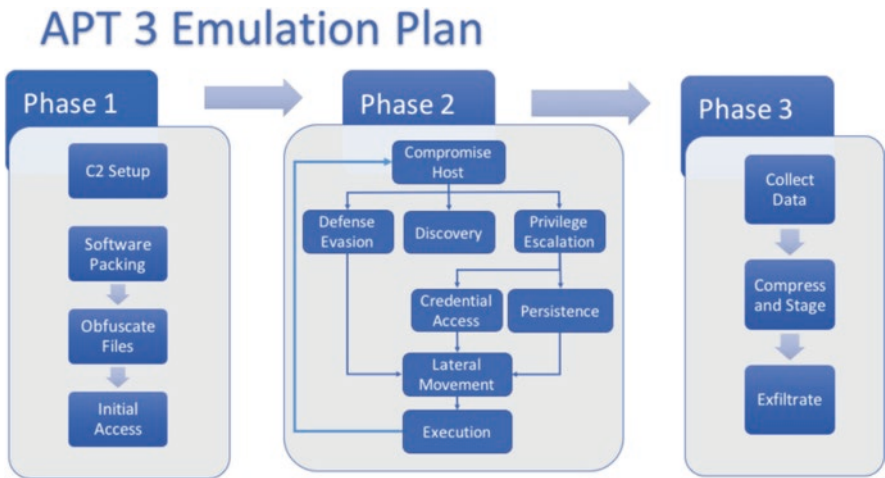 APT 3 Emulation Plan
Phase 1
C2 Setup
Software
Packing
Obfuscate
Files
Initial
Access
Phase 2
Compromise
Host
Defense
Evasion
Discovery
Privilege
Escalation
Credential
Access
Persistence
Lateral
Movement
Execution
Phase 3
Collect
Data
Compress
and Stage
Exfiltrate